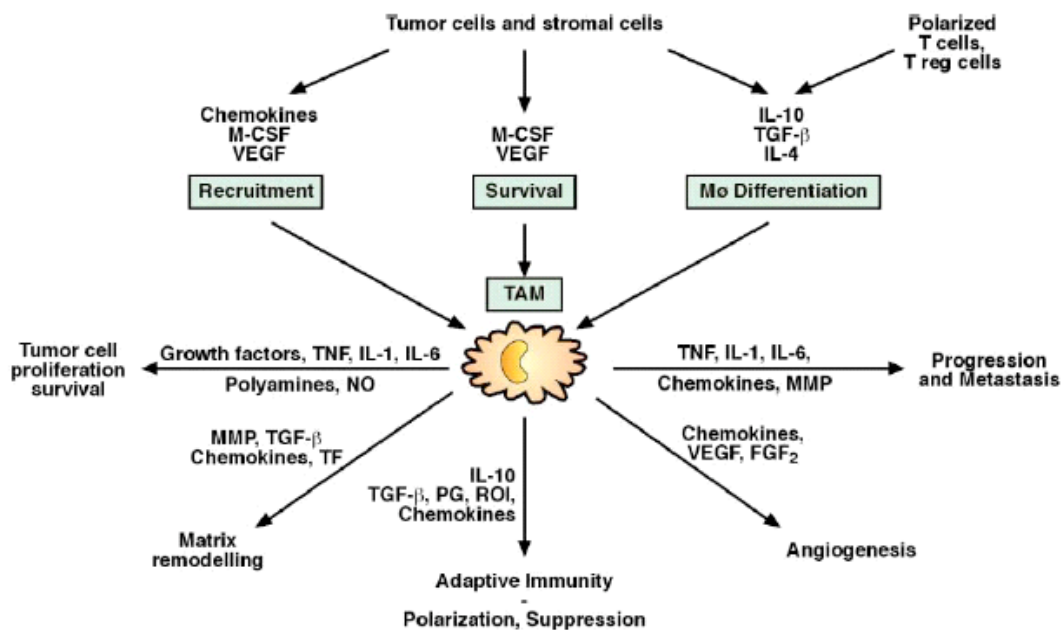 Tumor cells and stromal cells
Polarized
T cells,
T reg cells
Chemokines
M-CSF
VEGF
M-CSF
VEGF
IL-10
TGF-β
IL-4
Recruitment
Survival
Mø Differentiation
TAM
Tumor cell
proliferation
survival
Growth factors, TNF, IL-1, IL-6
Polyamines, NO
TNF, IL-1, IL-6,
Chemokines, MMP
Progression
and Metastasis
MMP, TGF-β
Chemokines, TF
IL-10
TGF-β, PG, ROI,
Chemokines
Chemokines,
VEGF, FGF₂
Matrix
remodelling
Adaptive Immunity
-
Polarization, Suppression
Angiogenesis